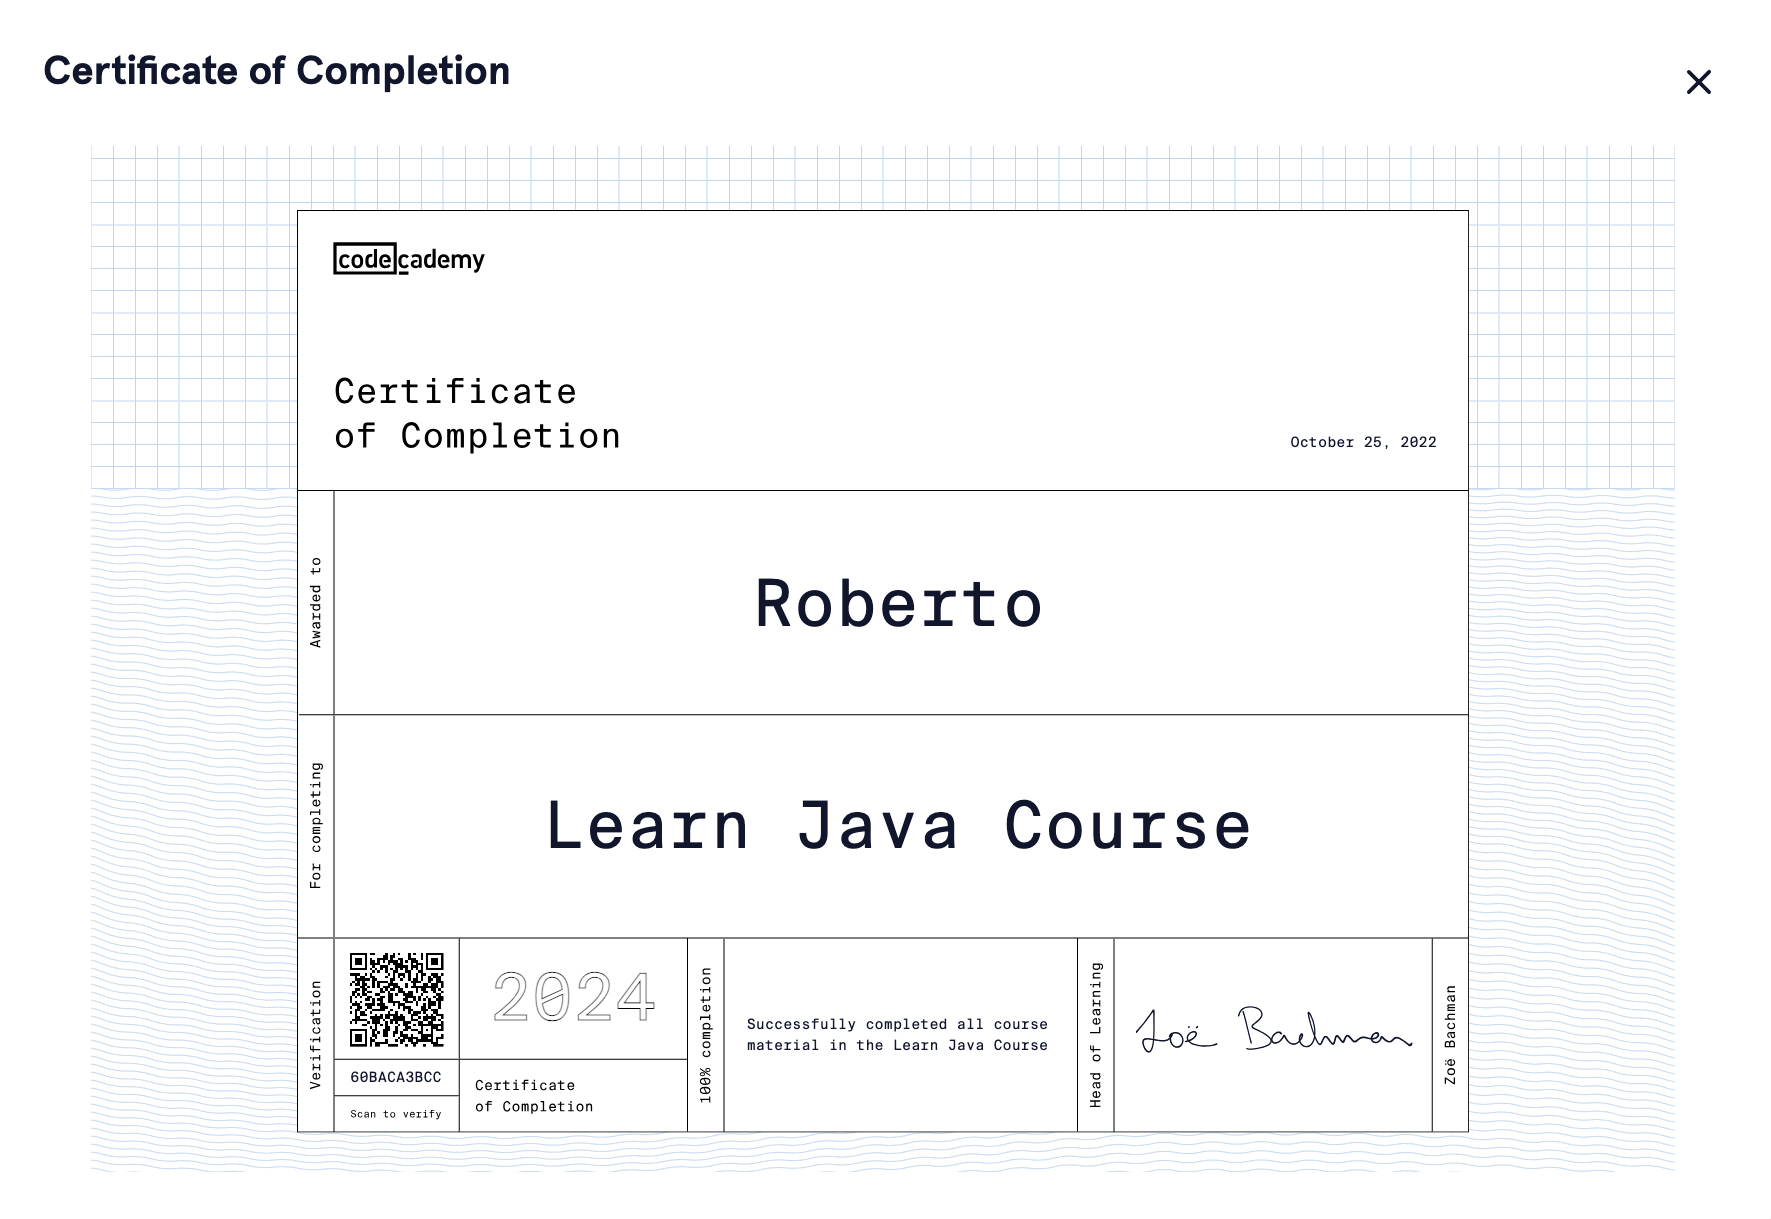 Certificate of Completion
codecademy
Certificate
of Completion
October 25, 2022
Awarded to
Roberto
For completing
Learn Java Course
Verification
60BACA3BCC
Scan to verify
2024
Certificate
of Completion
100% completion
Successfully completed all course
material in the Learn Java Course
Head of Learning
Zoë Bachman
Zoë Bachman